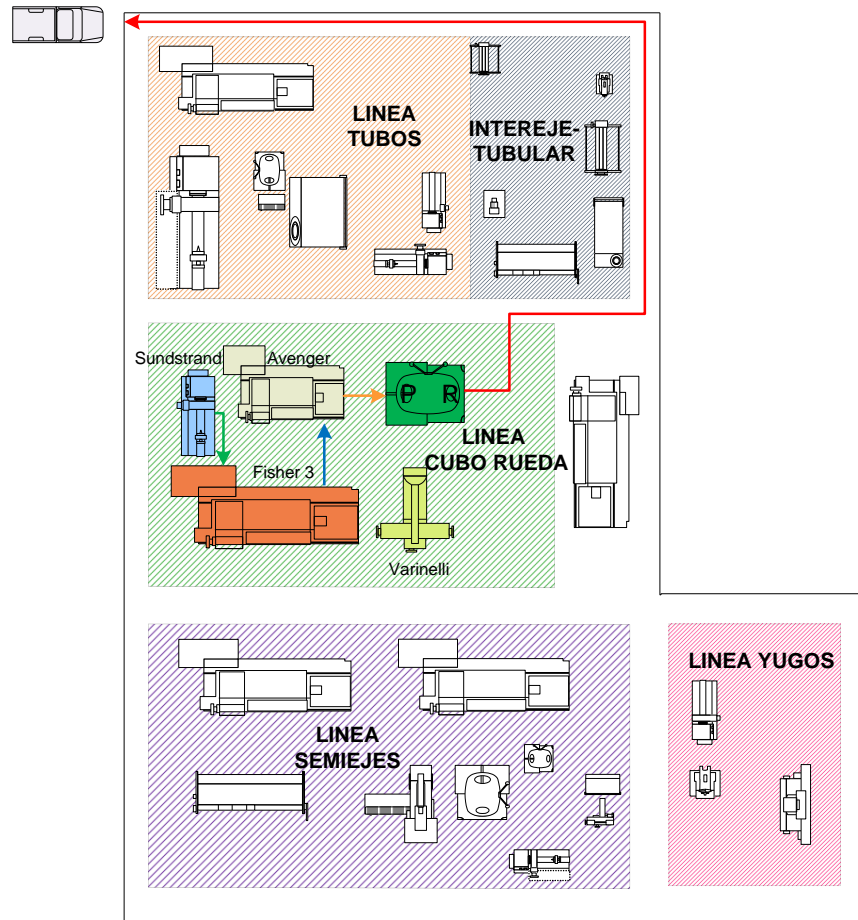 LINEA
TUBOS
INTEREJE-
TUBULAR
Sundstrand
Avenger
P R
LINEA
CUBO RUEDA
Fisher 3
Varinelli
LINEA YUGOS
LINEA
SEMIEJES